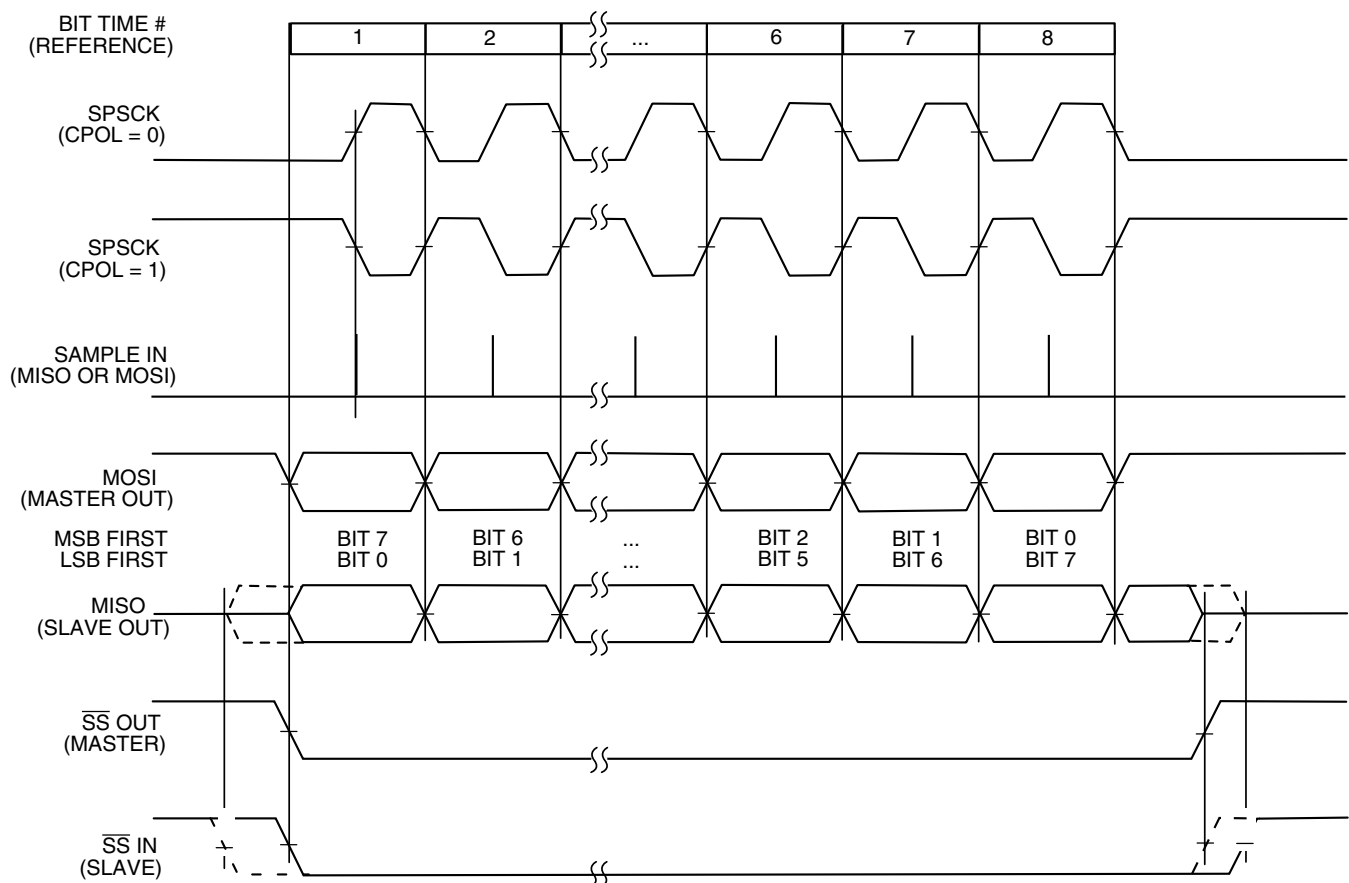 BIT TIME #
(REFERENCE)
1 2 ... 6 7 8
SPSCK
(CPOL = 0)
SPSCK
(CPOL = 1)
SAMPLE IN
(MISO OR MOSI)
MOSI
(MASTER OUT)
MSB FIRST BIT 7 BIT 6 ... BIT 2 BIT 1 BIT 0
LSB FIRST BIT 0 BIT 1 ... BIT 5 BIT 6 BIT 7
MISO
(SLAVE OUT)
S̅S̅ OUT
(MASTER)
S̅S̅ IN
(SLAVE)